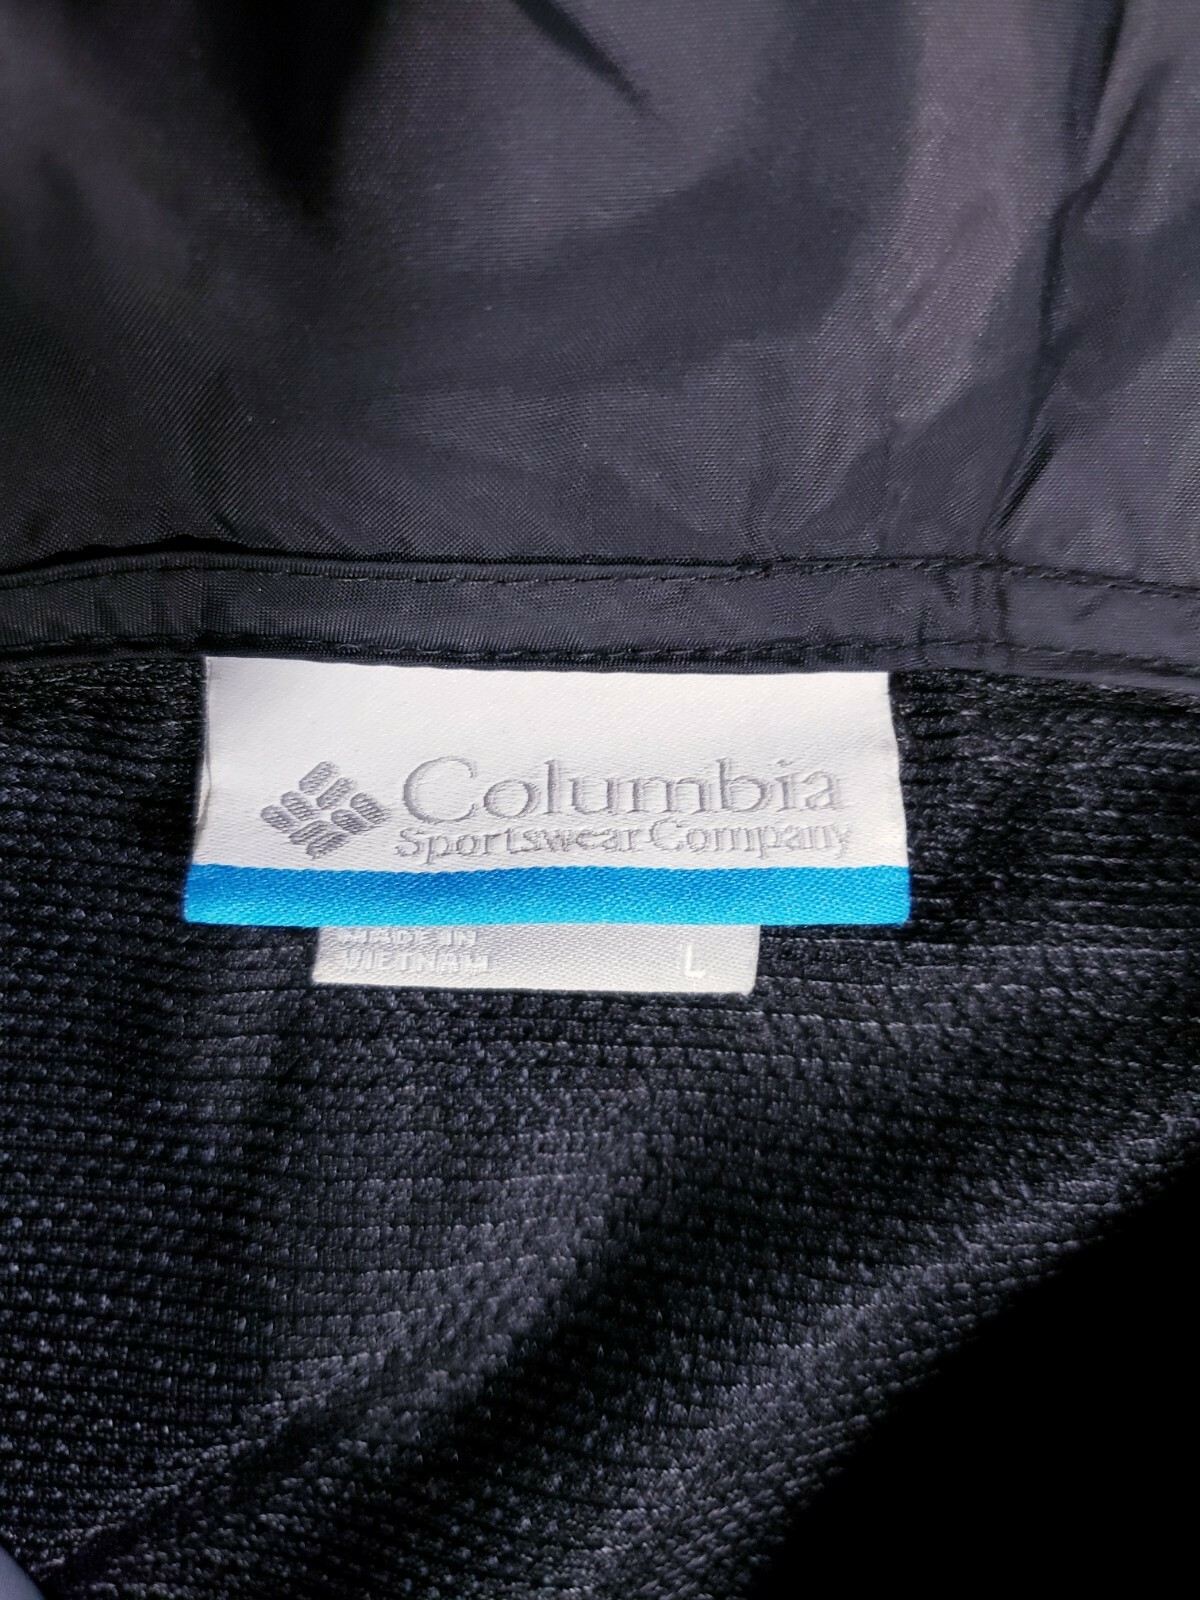 Columbia
Sportswear Company
MADE IN
VIETNAM
L